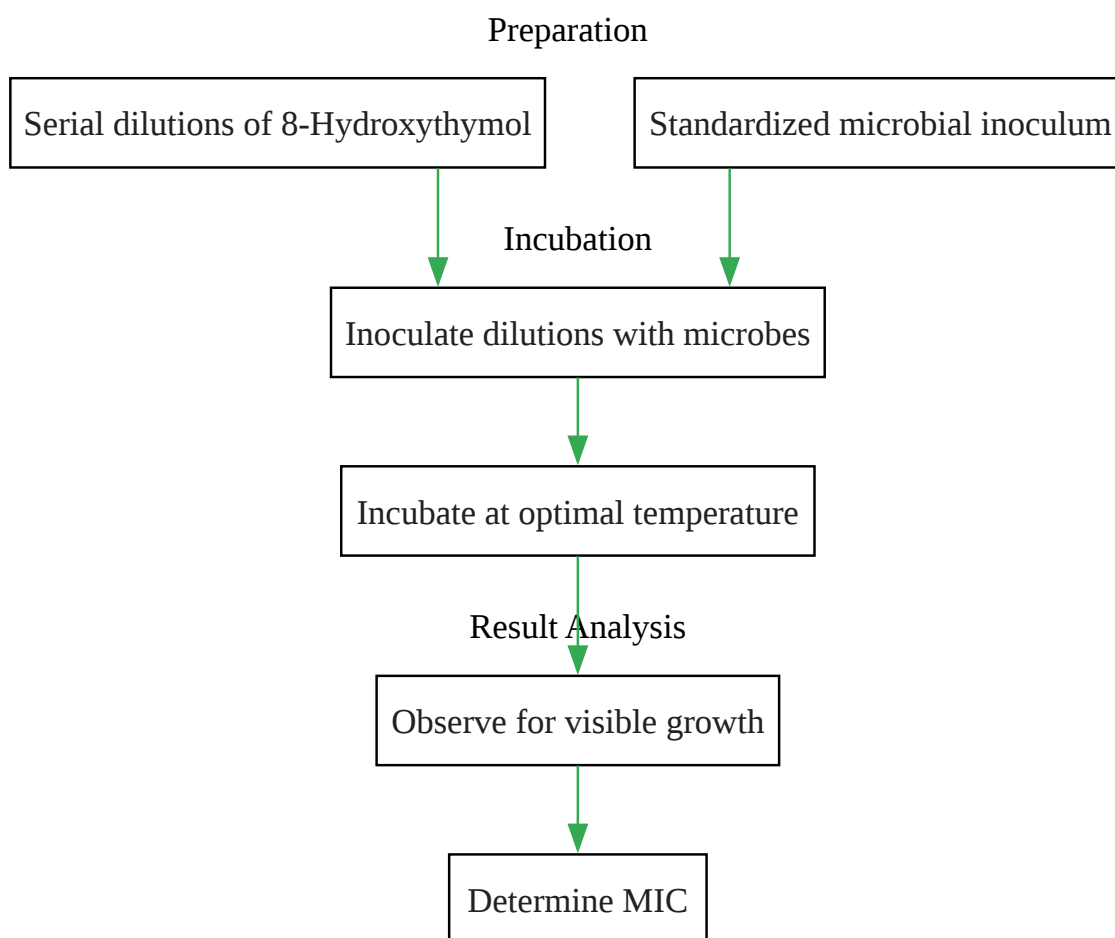 Preparation
Serial dilutions of 8-Hydroxythymol
Standardized microbial inoculum
Incubation
Inoculate dilutions with microbes
Incubate at optimal temperature
Result Analysis
Observe for visible growth
Determine MIC